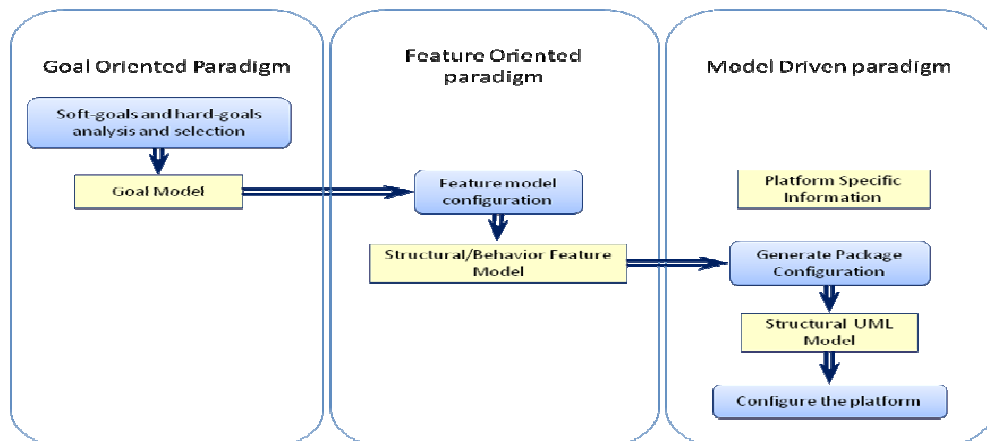 Goal Oriented Paradigm
Soft-goals and hard-goals
analysis and selection
Goal Model
Feature Oriented
paradigm
Feature model
configuration
Structural/Behavior Feature
Model
Model Driven paradigm
Platform Specific
Information
Generate Package
Configuration
Structural UML
Model
Configure the platform